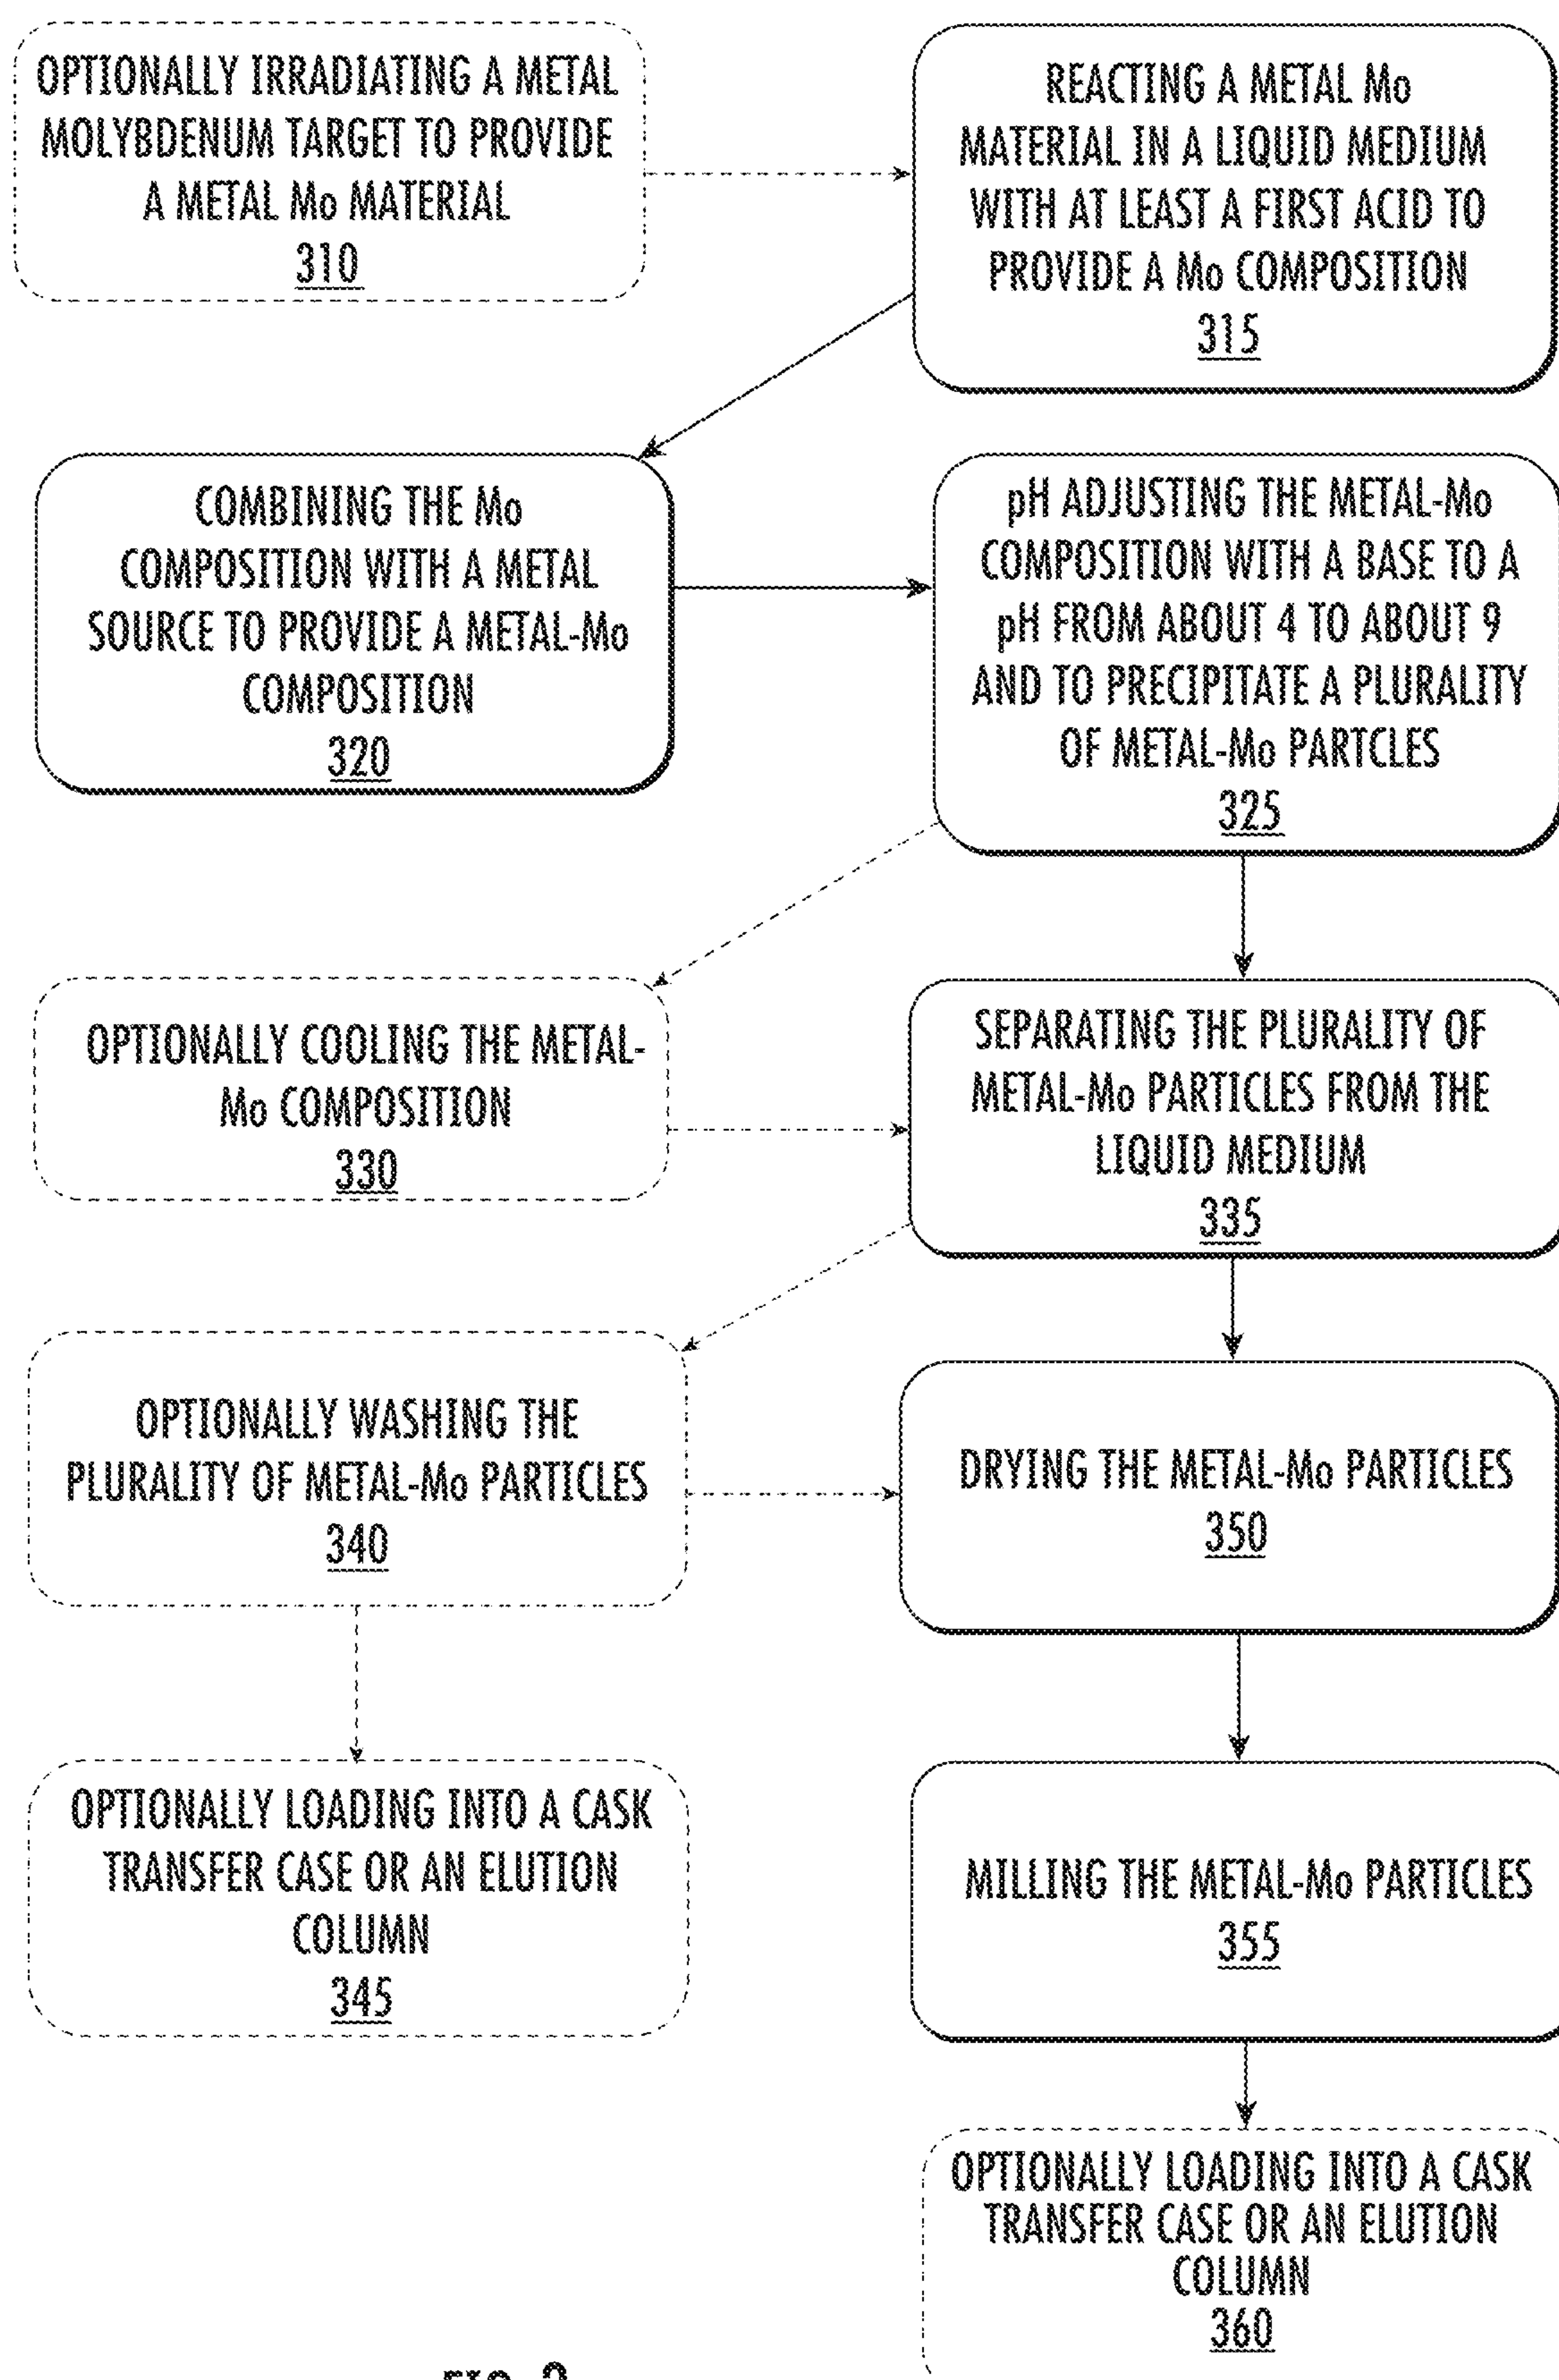 OPTIONALLY IRRADIATING A METAL
MOLYBDENUM TARGET TO PROVIDE
A METAL Mo MATERIAL
310
REACTING A METAL Mo
MATERIAL IN A LIQUID MEDIUM
WITH AT LEAST A FIRST ACID TO
PROVIDE A Mo COMPOSITION
315
COMBINING THE Mo
COMPOSITION WITH A METAL
SOURCE TO PROVIDE A METAL-Mo
COMPOSITION
320
pH ADJUSTING THE METAL-Mo
COMPOSITION WITH A BASE TO A
pH FROM ABOUT 4 TO ABOUT 9
AND TO PRECIPITATE A PLURALITY
OF METAL-Mo PARTCLES
325
OPTIONALLY COOLING THE METAL-
Mo COMPOSITION
330
SEPARATING THE PLURALITY OF
METAL-Mo PARTICLES FROM THE
LIQUID MEDIUM
335
OPTIONALLY WASHING THE
PLURALITY OF METAL-Mo PARTICLES
340
DRYING THE METAL-Mo PARTICLES
350
OPTIONALLY LOADING INTO A CASK
TRANSFER CASE OR AN ELUTION
COLUMN
345
MILLING THE METAL-Mo PARTICLES
355
OPTIONALLY LOADING INTO A CASK
TRANSFER CASE OR AN ELUTION
COLUMN
360